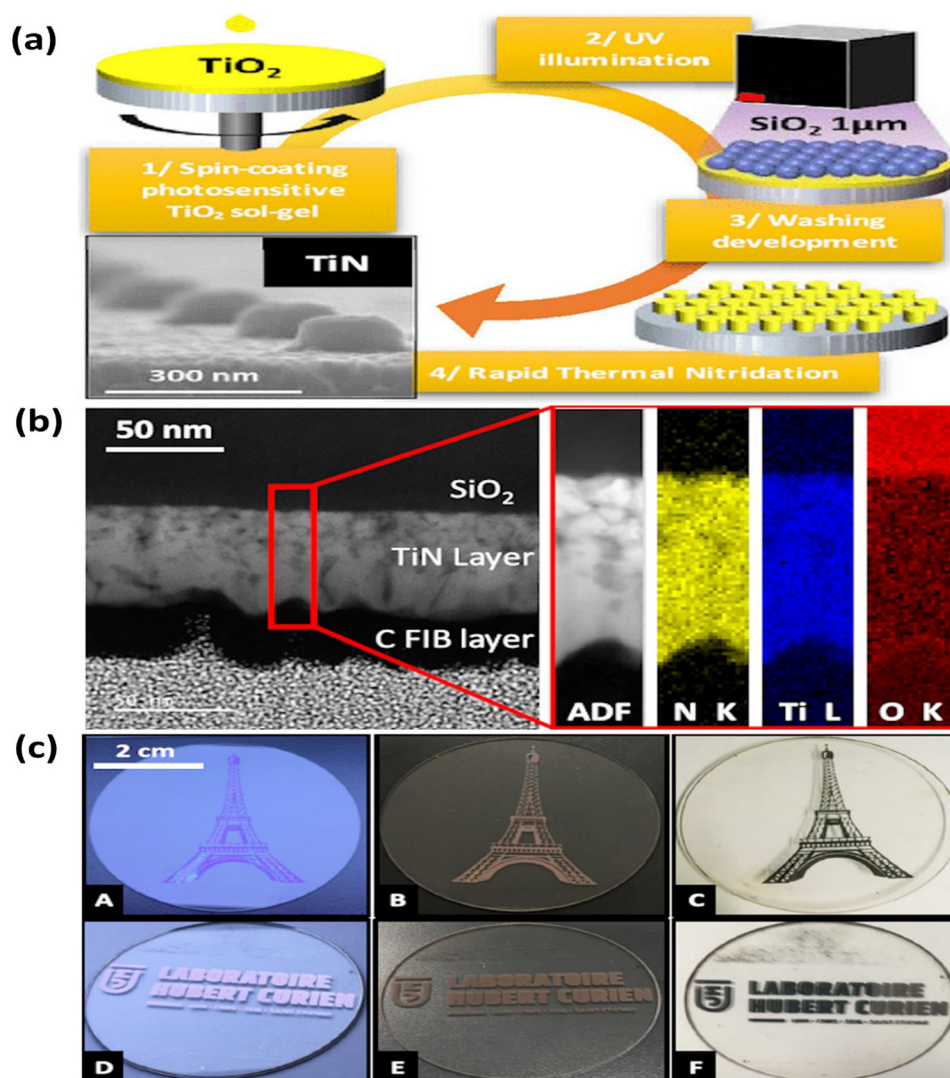 (a)
TiO₂
1/ Spin-coating
photosensitive
TiO₂ sol-gel
2/ UV
illumination
SiO₂ 1µm
3/ Washing
development
TiN
300 nm
4/ Rapid Thermal Nitridation
(b)
50 nm
SiO₂
TiN Layer
C FIB layer
ADF
N K
Ti L
O K
(c)
2 cm
A
B
C
LABORATOIRE
HUBERT CURIEN
D
LABORATOIRE
HUBERT CURIEN
E
LABORATOIRE
HUBERT CURIEN
F